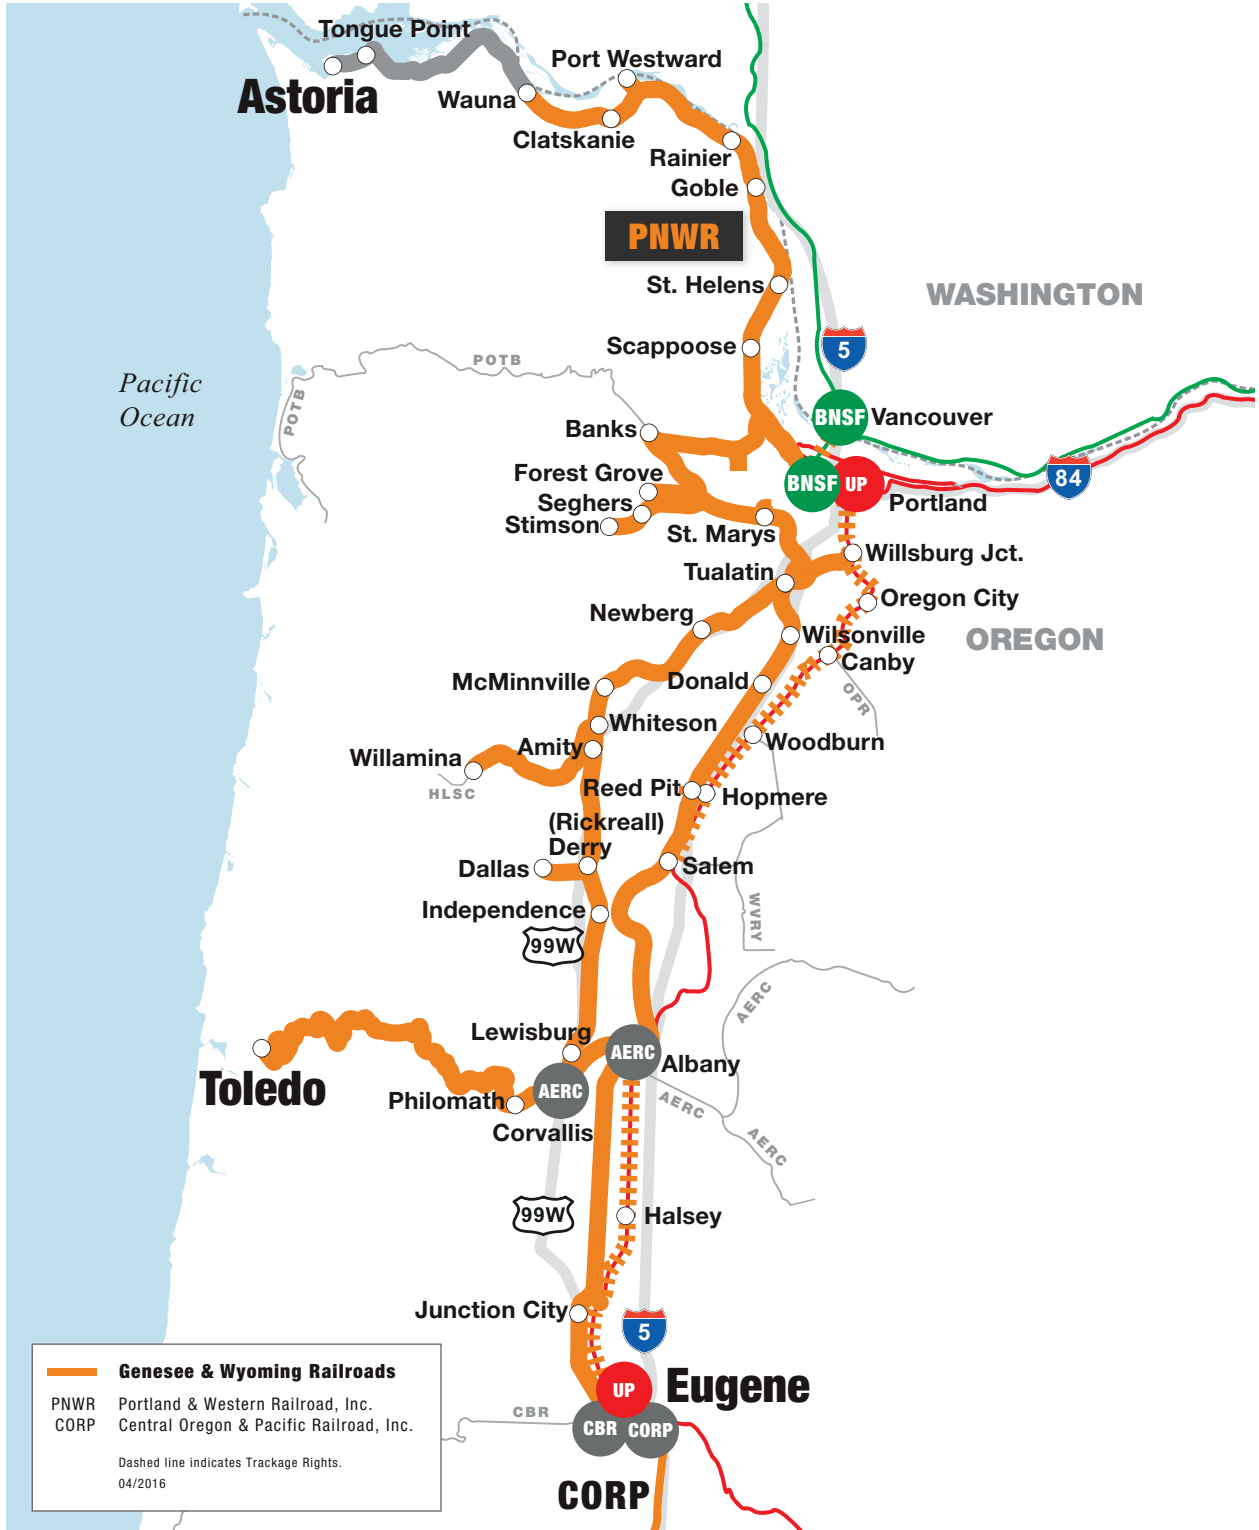 Tongue Point
Port Westward
Astoria
Wauna
Clatskanie
Rainier
Goble
PNWR
WASHINGTON
St. Helens
5
Scappoose
POTB
Pacific
Ocean
POTB
BNSF
Vancouver
Banks
Forest Grove
84
BNSF
UP
Seghers
Portland
Stimson
St. Marys
Willsburg Jct.
Tualatin
Oregon City
Newberg
Wilsonville
OREGON
Canby
McMinnville
Donald
OPR
Whiteson
Woodburn
Amity
Willamina
HLSC
Reed Pit
Hopmere
(Rickreall)
Derry
Dallas
Salem
Independence
WVRY
99W
AERC
Lewisburg
AERC
Albany
Toledo
AERC
Philomath
AERC
Corvallis
AERC
99W
Halsey
Junction City
5
Genesee & Wyoming Railroads
PNWR Portland & Western Railroad, Inc.
CORP Central Oregon & Pacific Railroad, Inc.
Dashed line indicates Trackage Rights.
04/2016
UP
Eugene
CBR
CBR
CORP
CORP